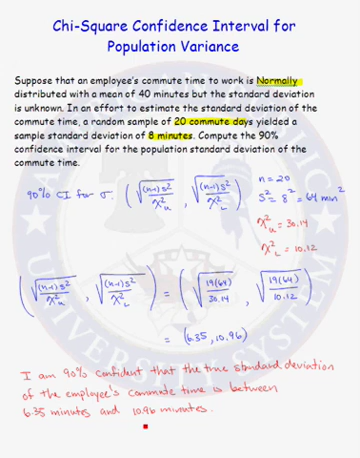 Chi-Square Confidence Interval for
Population Variance
Suppose that an employee's commute time to work is Normally
distributed with a mean of 40 minutes but the standard deviation
is unknown. In an effort to estimate the standard deviation of the
commute time, a random sample of 20 commute days yielded a
sample standard deviation of 8 minutes. Compute the 90%
confidence interval for the population standard deviation of the
commute time.
90% CI for σ. (√((n-1)s²/χ²u), √((n-1)s²/χ²L))
n = 20
s² = 8² = 64 min²
χ²u = 30.14
χ²L = 10.12
(√((n-1)s²/χ²u), √((n-1)s²/χ²L)) = (√(19(64)/30.14), √(19(64)/10.12))
= (6.35, 10.96)
I am 90% confident that the true standard deviation
of the employee's commute time is between
6.35 minutes and 10.96 minutes.